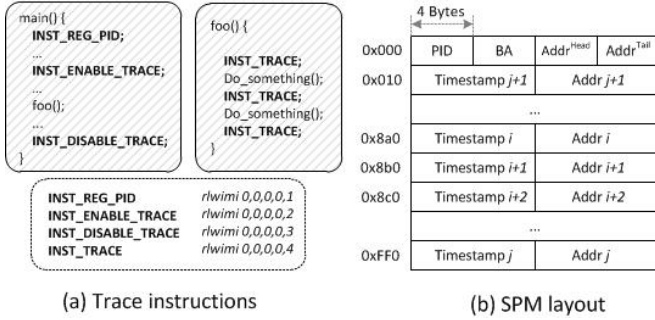 main() {
INST_REG_PID;
...
INST_ENABLE_TRACE;
...
foo();
...
INST_DISABLE_TRACE;
}
foo() {
INST_TRACE;
Do_something();
INST_TRACE;
Do_something();
INST_TRACE;
}
INST_REG_PID rlwimi 0,0,0,0,1
INST_ENABLE_TRACE rlwimi 0,0,0,0,2
INST_DISABLE_TRACE rlwimi 0,0,0,0,3
INST_TRACE rlwimi 0,0,0,0,4
(a) Trace instructions
4 Bytes
0x000 PID BA Addr^Head Addr^Tail
0x010 Timestamp j+1 Addr j+1
...
0x8a0 Timestamp i Addr i
0x8b0 Timestamp i+1 Addr i+1
0x8c0 Timestamp i+2 Addr i+2
...
0xFF0 Timestamp j Addr j
(b) SPM layout